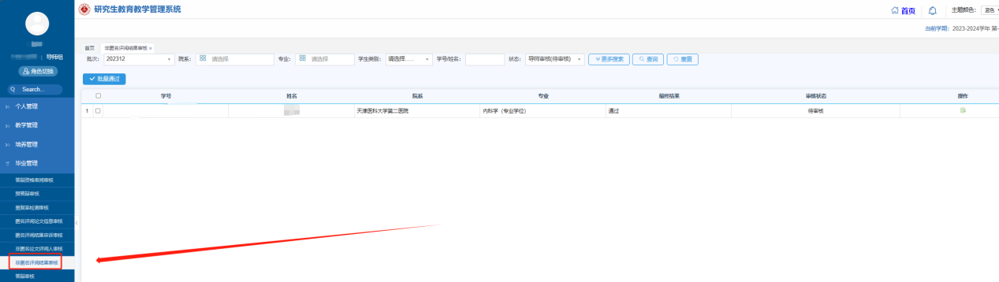 研究生教育教学管理系统
首页
主题颜色: 蓝色
当前学期: 2023-2024学年 第一
: 导师组
角色切换
Search...
个人管理
教学管理
培养管理
毕业管理
答辩资格审阅审核
预答辩审核
重复率检测审核
匿名评阅论文信息审核
匿名评阅结果申诉审核
非匿名论文评阅人审核
非匿名评阅结果审核
答辩审核
首页 非匿名评阅结果审核 ×
批次: 202312 院系: 请选择 专业: 请选择 学生类别: 请选择...... 学号/姓名: 状态: 导师审核(待审核) 更多搜索 查询 重置
批量通过
学号 姓名 院系 专业 最终结果 审核状态 操作
1 天津医科大学第二医院 内科学（专业学位） 通过 待审核